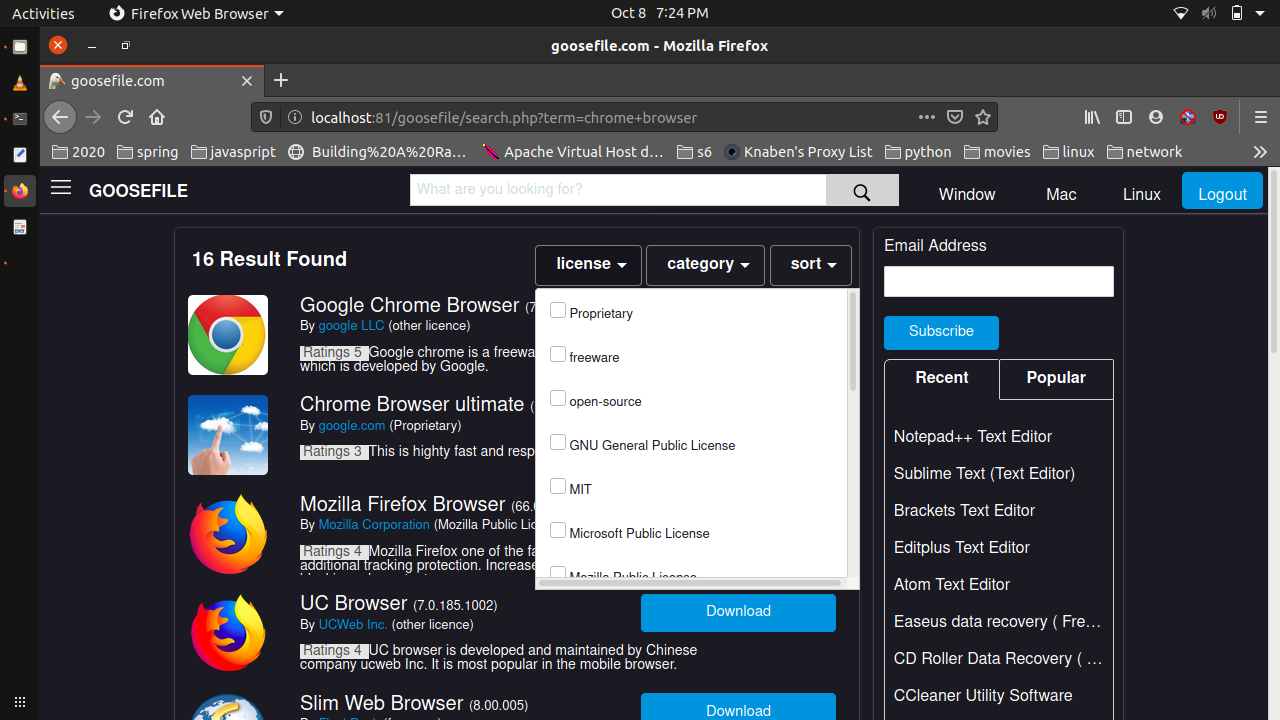 Activities Firefox Web Browser Oct 8 7:24 PM
goosefile.com - Mozilla Firefox
goosefile.com
localhost:81/goosefile/search.php?term=chrome+browser
2020 spring javascript Building%20A%20Ra… Apache Virtual Host d… s6 Knaben's Proxy List python movies linux network
GOOSEFILE What are you looking for? Window Mac Linux Logout
16 Result Found license category sort
Google Chrome Browser (7
By google LLC (other licence)
Ratings 5 Google chrome is a freewa
which is developed by Google.
Chrome Browser ultimate (
By google.com (Proprietary)
Ratings 3 This is highty fast and resp
Mozilla Firefox Browser (66.
By Mozilla Corporation (Mozilla Public Lic
Ratings 4 Mozilla Firefox one of the fa
additional tracking protection. Increase
UC Browser (7.0.185.1002)
By UCWeb Inc. (other licence)
Download
Ratings 4 UC browser is developed and maintained by Chinese
company ucweb Inc. It is most popular in the mobile browser.
Slim Web Browser (8.00.005)
Download
Proprietary
freeware
open-source
GNU General Public License
MIT
Microsoft Public License
Mozilla Public License
Email Address
Subscribe
Recent Popular
Notepad++ Text Editor
Sublime Text (Text Editor)
Brackets Text Editor
Editplus Text Editor
Atom Text Editor
Easeus data recovery ( Fre…
CD Roller Data Recovery ( …
CCleaner Utility Software